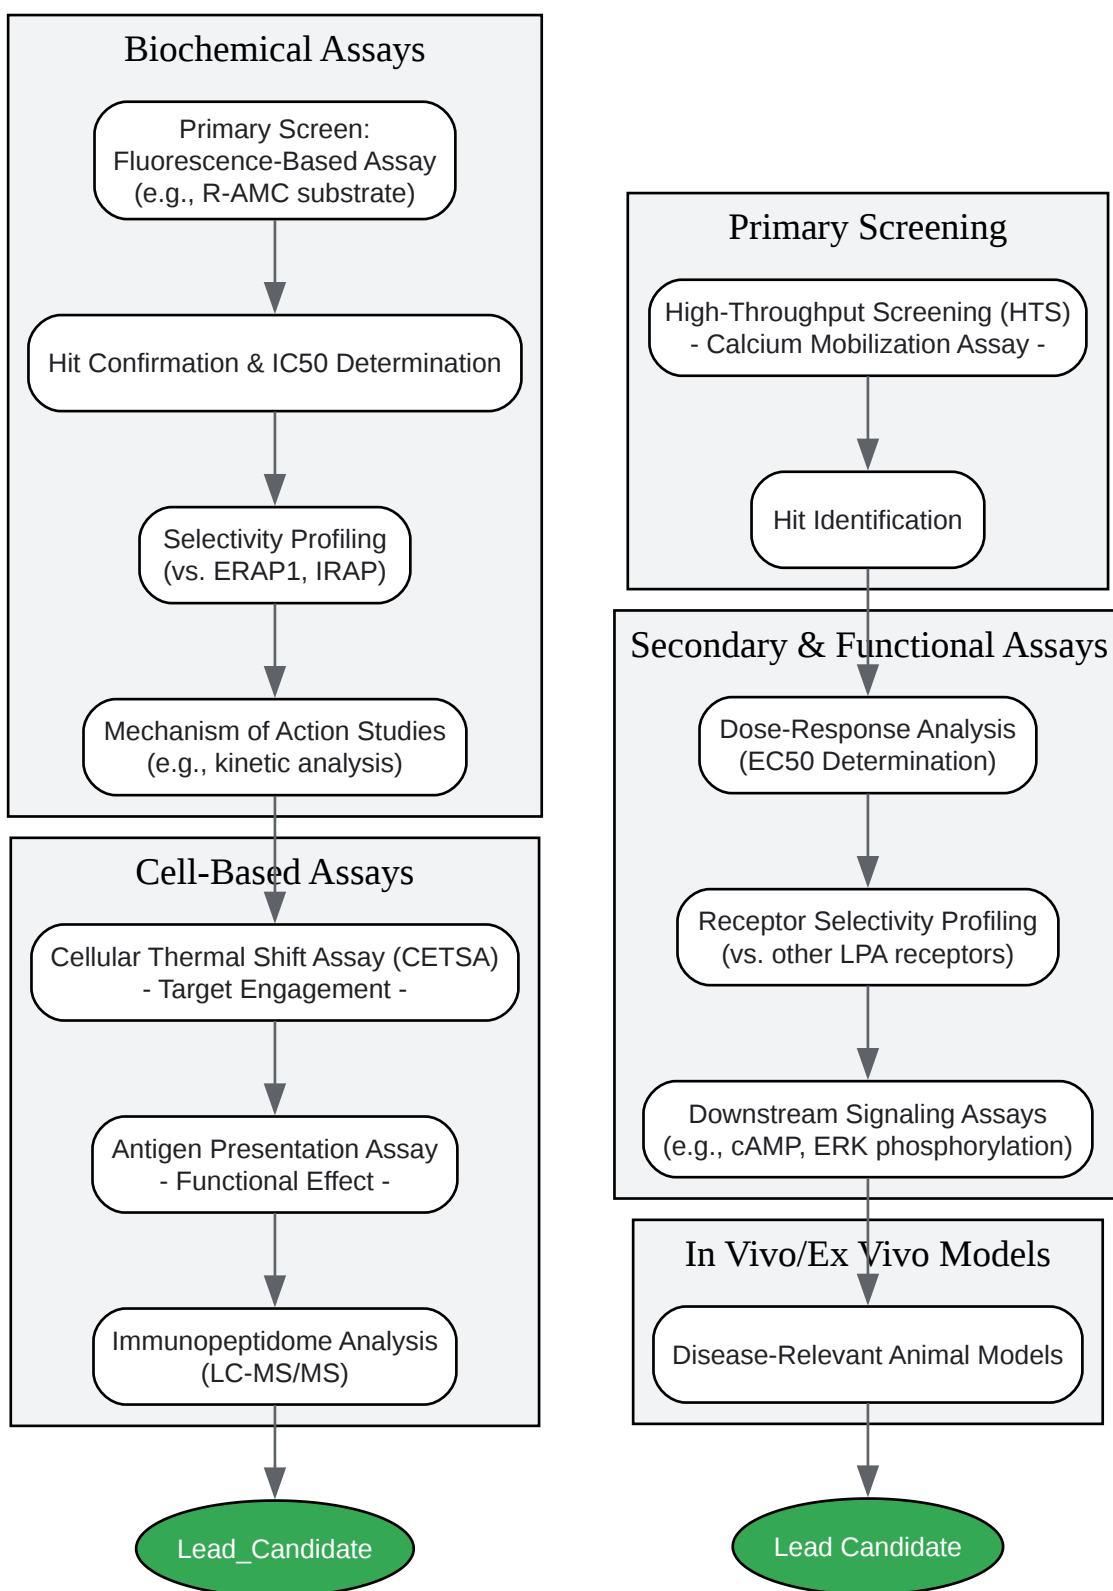 Biochemical Assays
Primary Screen:
Fluorescence-Based Assay
(e.g., R-AMC substrate)
Hit Confirmation & IC50 Determination
Selectivity Profiling
(vs. ERAP1, IRAP)
Mechanism of Action Studies
(e.g., kinetic analysis)
Cell-Based Assays
Cellular Thermal Shift Assay (CETSA)
- Target Engagement -
Antigen Presentation Assay
- Functional Effect -
Immunopeptidome Analysis
(LC-MS/MS)
Lead_Candidate
Primary Screening
High-Throughput Screening (HTS)
- Calcium Mobilization Assay -
Hit Identification
Secondary & Functional Assays
Dose-Response Analysis
(EC50 Determination)
Receptor Selectivity Profiling
(vs. other LPA receptors)
Downstream Signaling Assays
(e.g., cAMP, ERK phosphorylation)
In Vivo/Ex Vivo Models
Disease-Relevant Animal Models
Lead Candidate